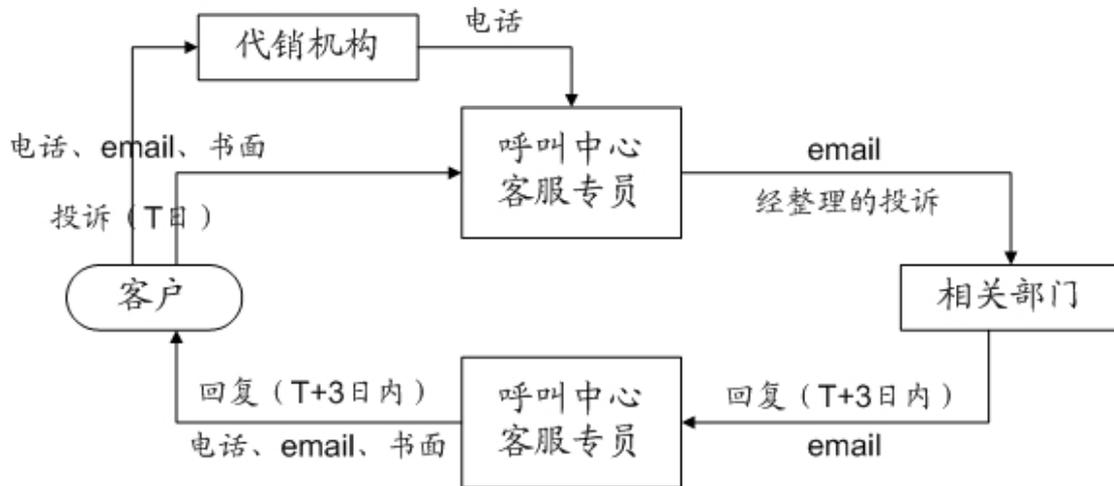 电话
代销机构
电话、email、书面
呼叫中心
客服专员
email
经整理的投诉
投诉（T日）
客户
相关部门
回复（T+3日内）
电话、email、书面
呼叫中心
客服专员
回复（T+3日内）
email